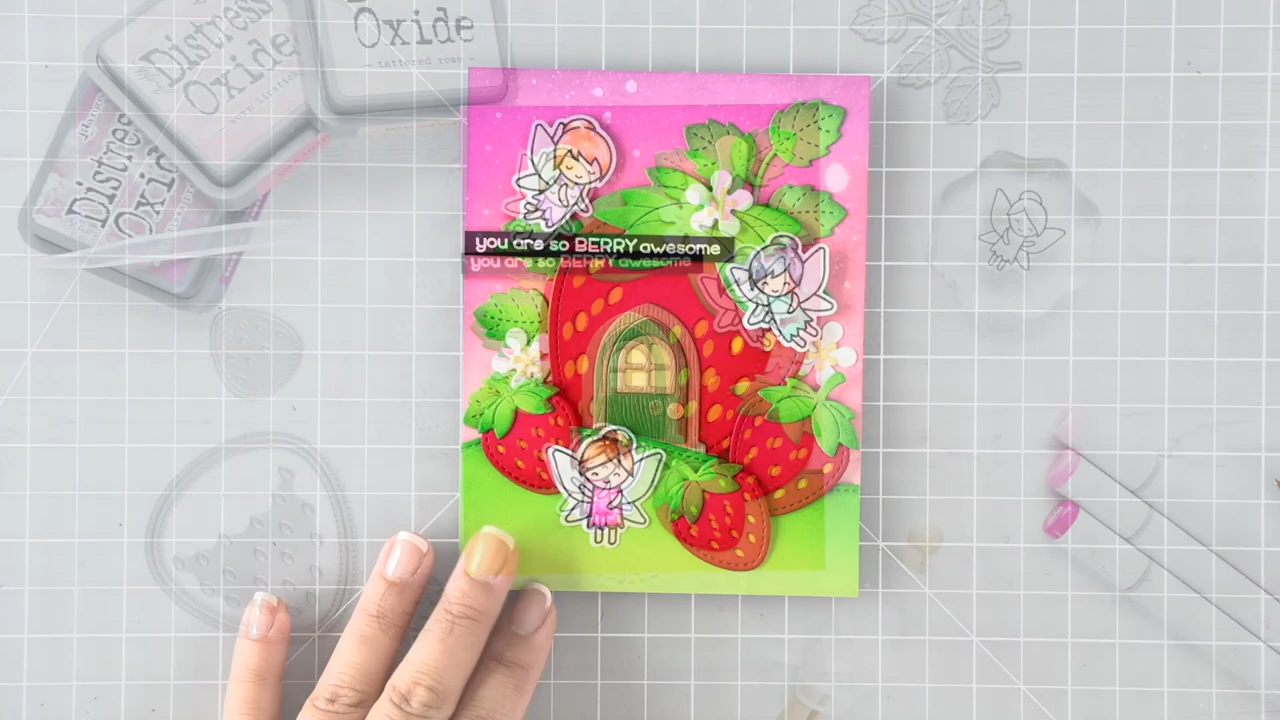 Distress
Oxide
Distress
Oxide
Oxide
~ tattered rose ~
you are so BERRY awesome
you are so BERRY awesome